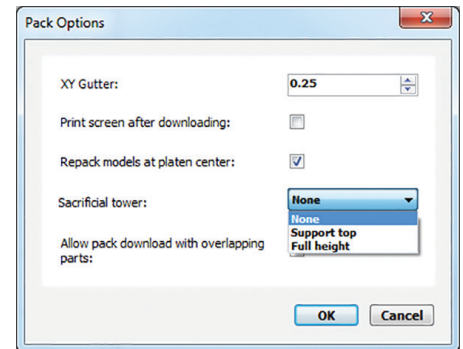 Pack Options
XY Gutter:
0.25
Print screen after downloading:
Repack models at platen center:
Sacrificial tower:
None
None
Support top
Full height
Allow pack download with overlapping
parts:
OK
Cancel